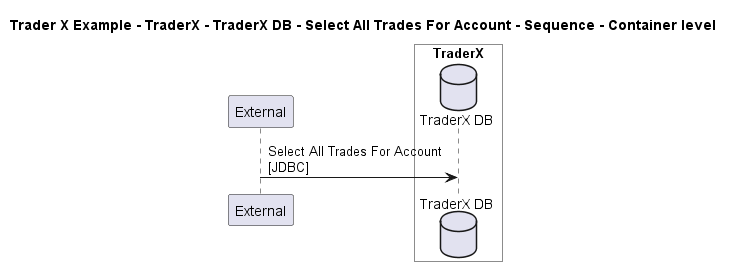 Trader X Example - TraderX - TraderX DB - Select All Trades For Account - Sequence - Container level
TraderX
External
TraderX DB
Select All Trades For Account
[JDBC]
External
TraderX DB